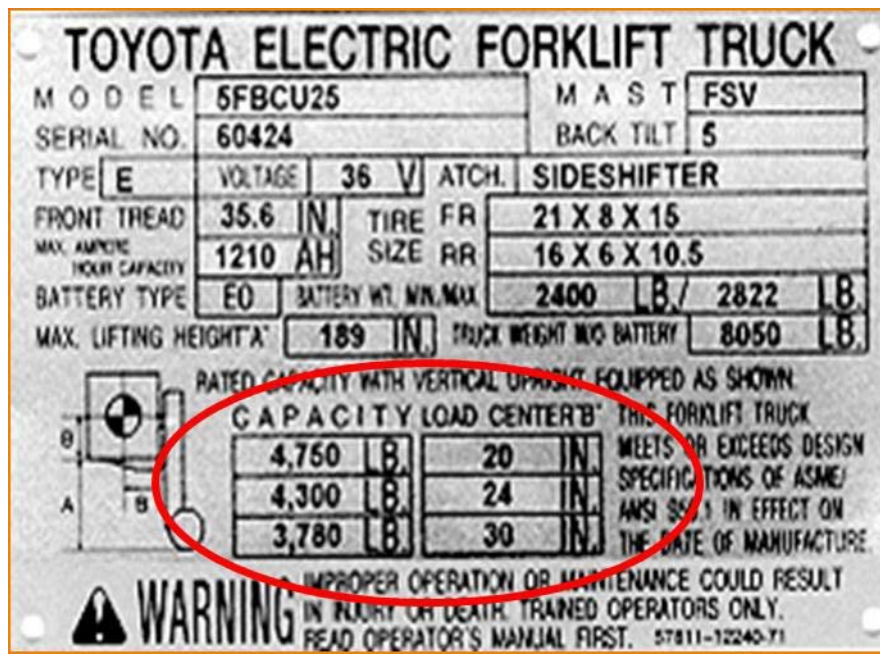 TOYOTA ELECTRIC FORKLIFT TRUCK
MODEL 5FBCU25 MAST FSV
SERIAL NO. 60424 BACK TILT 5
TYPE E VOLTAGE 36 V ATCH. SIDESHIFTER
FRONT TREAD 35.6 IN. TIRE SIZE FR 21 X 8 X 15
MAX. AMPERE HOUR CAPACITY 1210 AH RR 16 X 6 X 10.5
BATTERY TYPE EO BATTERY WT. MIN./MAX. 2400 LB./ 2822 LB.
MAX. LIFTING HEIGHT "A" 189 IN. TRUCK WEIGHT W/O BATTERY 8050 LB.
RATED CAPACITY WITH VERTICAL UPRIGHT EQUIPPED AS SHOWN.
CAPACITY LOAD CENTER "B" THIS FORKLIFT TRUCK
B 4,750 LB. 20 IN. MEETS OR EXCEEDS DESIGN
4,300 LB. 24 IN. SPECIFICATIONS OF ASME/
A B ANSI B56.1 IN EFFECT ON
3,780 LB. 30 IN. THE DATE OF MANUFACTURE.
WARNING IMPROPER OPERATION OR MAINTENANCE COULD RESULT
IN INJURY OR DEATH. TRAINED OPERATORS ONLY.
READ OPERATOR'S MANUAL FIRST. 57811-12240-71